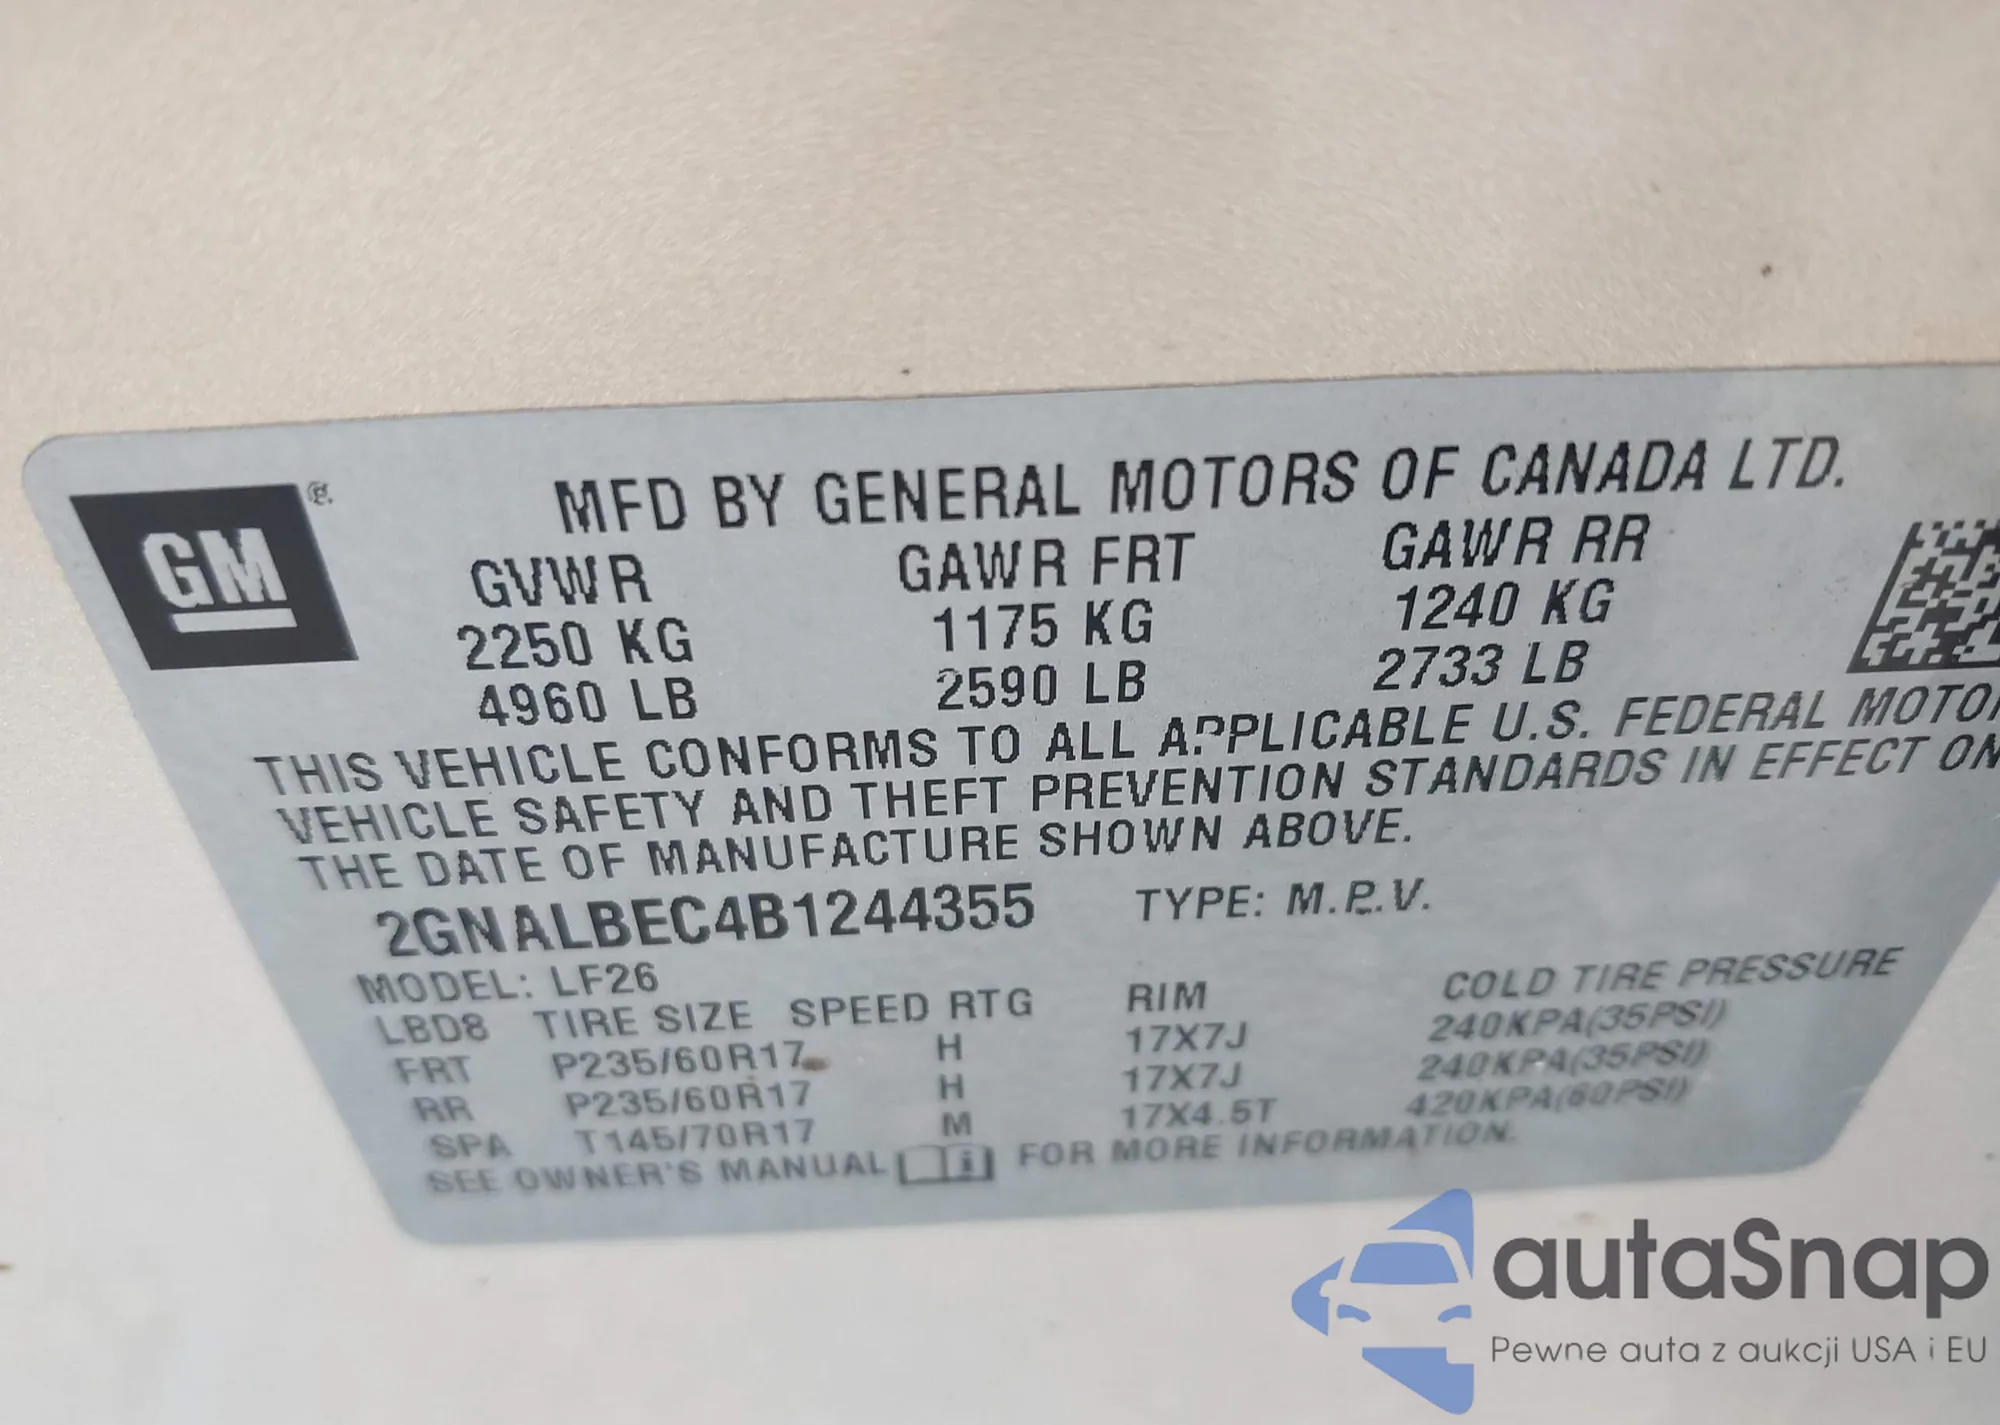 GM ®.
MFD BY GENERAL MOTORS OF CANADA LTD.
GVWR GAWR FRT GAWR RR
2250 KG 1175 KG 1240 KG
4960 LB 2590 LB 2733 LB
THIS VEHICLE CONFORMS TO ALL APPLICABLE U.S. FEDERAL MOTOR
VEHICLE SAFETY AND THEFT PREVENTION STANDARDS IN EFFECT ON
THE DATE OF MANUFACTURE SHOWN ABOVE.
2GNALBEC4B1244355 TYPE: M.P.V.
MODEL: LF26
LBD8 TIRE SIZE SPEED RTG RIM COLD TIRE PRESSURE
FRT P235/60R17 H 17X7J 240KPA(35PSI)
RR P235/60R17 H 17X7J 240KPA(35PSI)
SPA T145/70R17 M 17X4.5T 420KPA(60PSI)
SEE OWNER'S MANUAL i FOR MORE INFORMATION.
autaSnap
Pewne auta z aukcji USA i EU